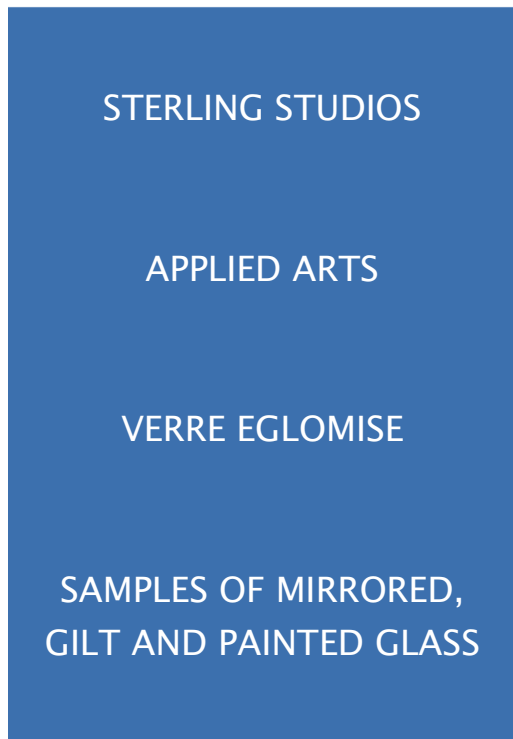 STERLING STUDIOS
APPLIED ARTS
VERRE EGLOMISE
SAMPLES OF MIRRORED,
GILT AND PAINTED GLASS